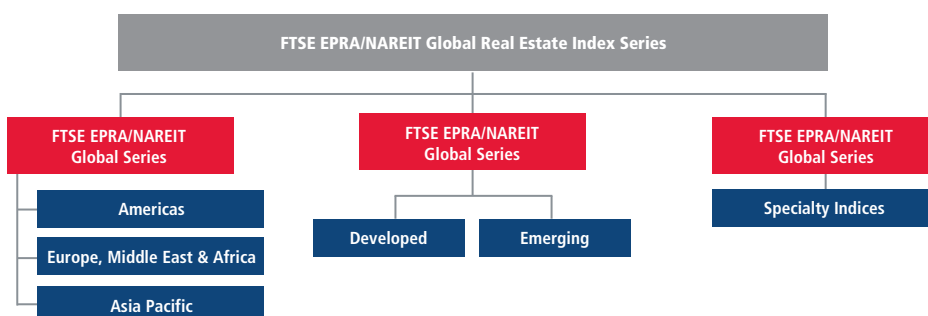 FTSE EPRA/NAREIT Global Real Estate Index Series
FTSE EPRA/NAREIT
Global Series
Americas
Europe, Middle East & Africa
Asia Pacific
FTSE EPRA/NAREIT
Global Series
Developed
Emerging
FTSE EPRA/NAREIT
Global Series
Specialty Indices